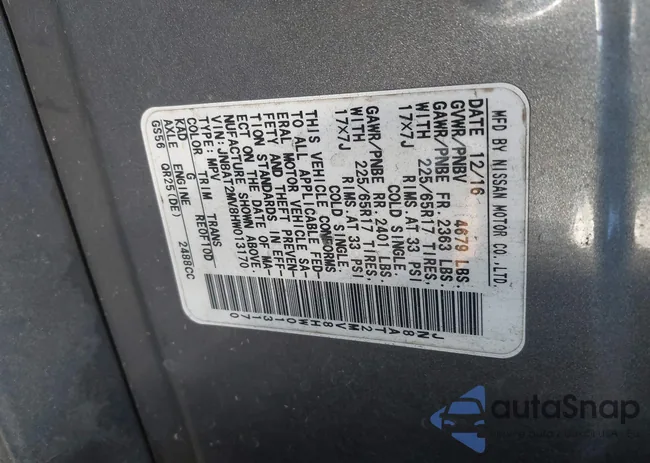 MFD BY NISSAN MOTOR CO.,LTD.
DATE 12/16
GVWR/PNBV 4679 LBS.
GAWR/PNBE FR 2363 LBS.
WITH 225/65R17 TIRES,
17X7J RIMS AT 33 PSI
COLD SINGLE.
GAWR/PNBE RR 2401 LBS.
WITH 225/65R17 TIRES,
17X7J RIMS AT 33 PSI
COLD SINGLE.
THIS VEHICLE CONFORMS
TO ALL APPLICABLE FED-
ERAL MOTOR VEHICLE SA-
FETY AND THEFT PREVEN-
TION STANDARDS IN EFF-
ECT ON THE DATE OF MA-
NUFACTURE SHOWN ABOVE.
VIN:JN8AT2MV8HW013170
TYPE:MPV
COLOR TRIM TRANS
KAD G REOF10D
AXLE ENGINE
GS56 QR25(DE) 2488CC
JN8AT2MV8HW013170
autoSnap